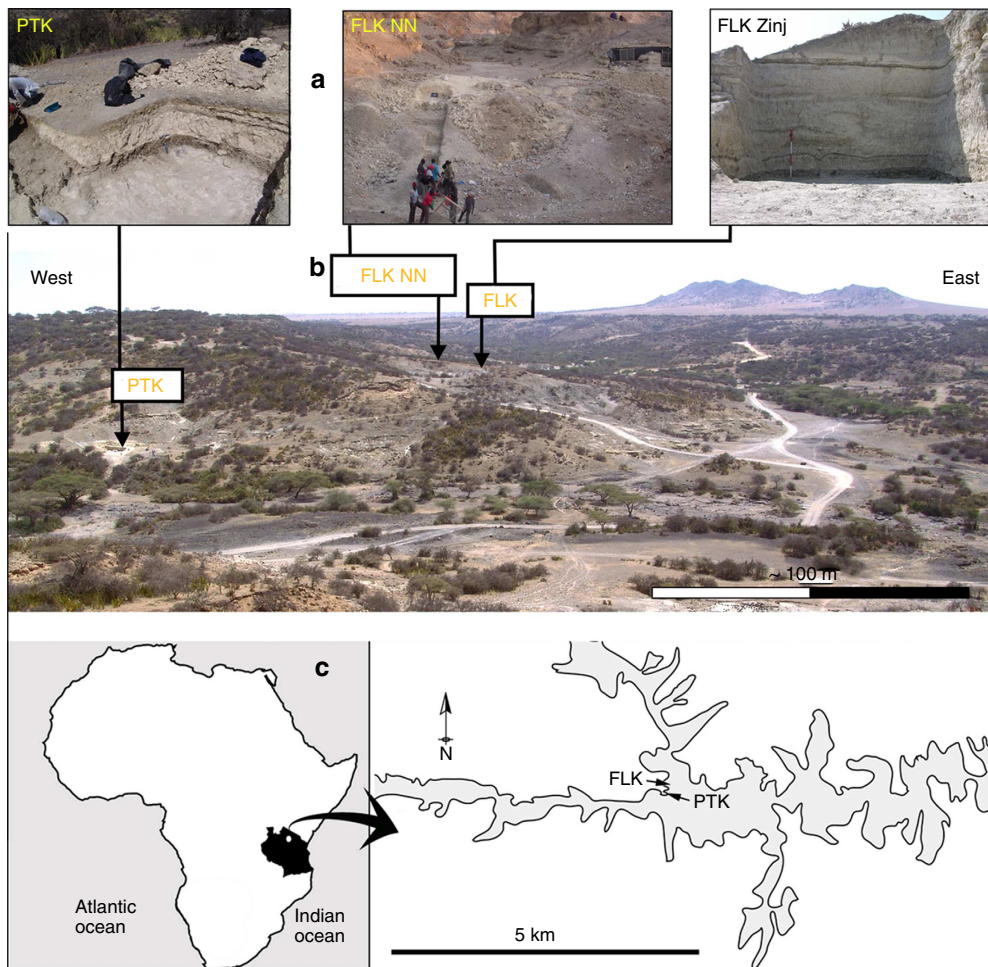 PTK
a
FLK NN
FLK Zinj
West
b
FLK NN
FLK
East
PTK
~ 100 m
c
N
FLK
PTK
Atlantic
ocean
Indian
ocean
5 km